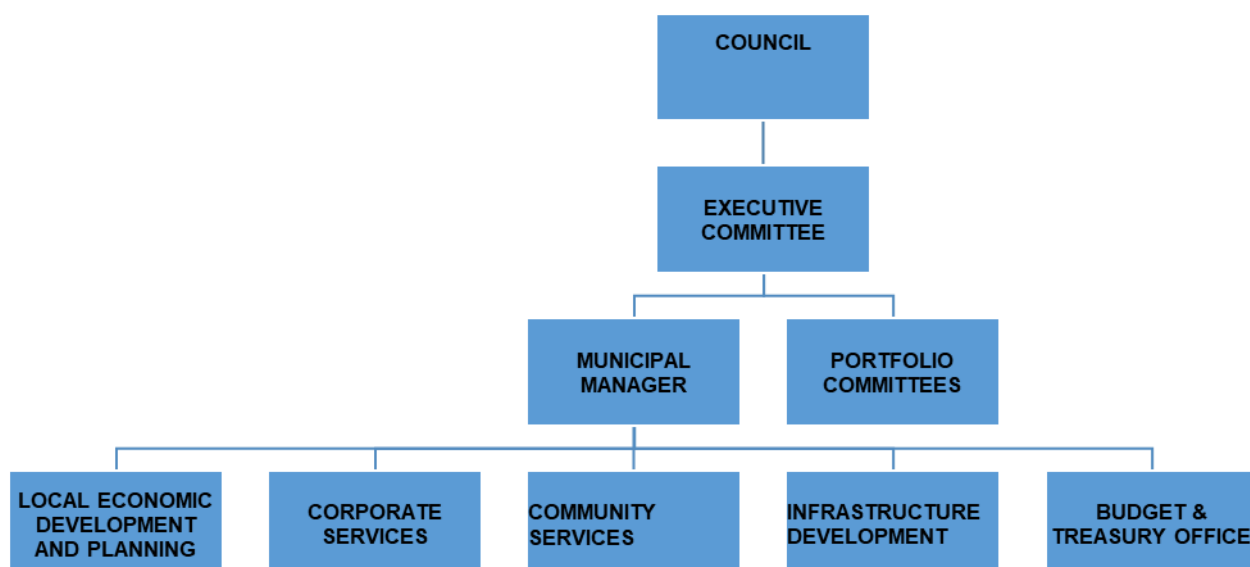 COUNCIL
EXECUTIVE
COMMITTEE
MUNICIPAL
MANAGER
PORTFOLIO
COMMITTEES
LOCAL ECONOMIC
DEVELOPMENT
AND PLANNING
CORPORATE
SERVICES
COMMUNITY
SERVICES
INFRASTRUCTURE
DEVELOPMENT
BUDGET &
TREASURY OFFICE